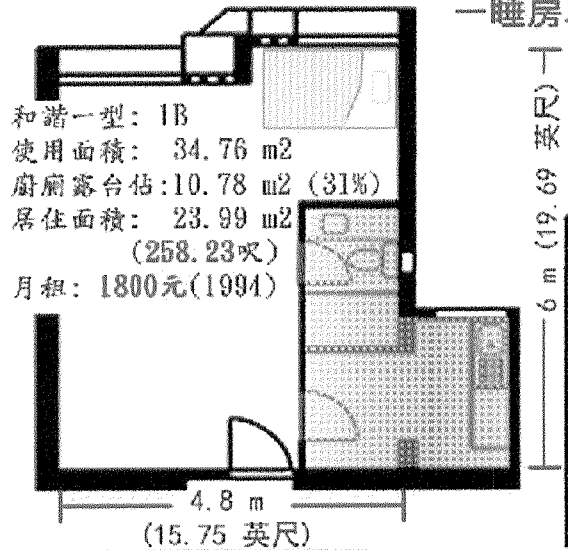 一睡房
和諧一型: 1B
使用面積: 34.76 m2
廚廁露台佔:10.78 m2 (31%)
居住面積: 23.99 m2
(258.23呎)
月租: 1800元(1994)
6 m (19.69 英尺)
4.8 m
(15.75 英尺)